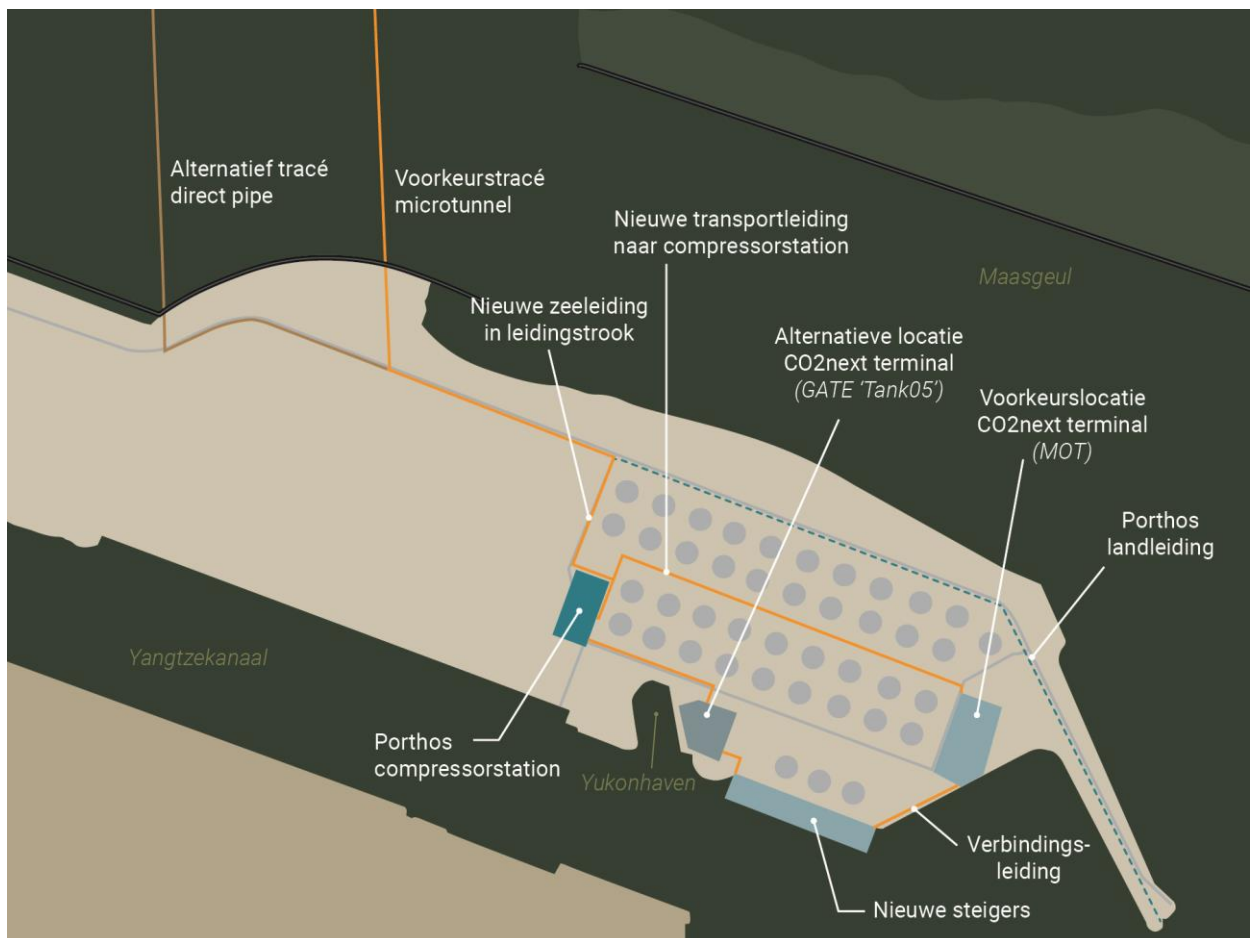 Alternatief tracé
direct pipe
Voorkeurstracé
microtunnel
Nieuwe transportleiding
naar compressorstation
Maasgeul
Nieuwe zeeleiding
in leidingstrook
Alternatieve locatie
CO2next terminal
(GATE ‘Tank05’)
Voorkeurslocatie
CO2next terminal
(MOT)
Porthos
landleiding
Yangtzekanaal
Porthos
compressorstation
Yukonhaven
Verbindings-
leiding
Nieuwe steigers